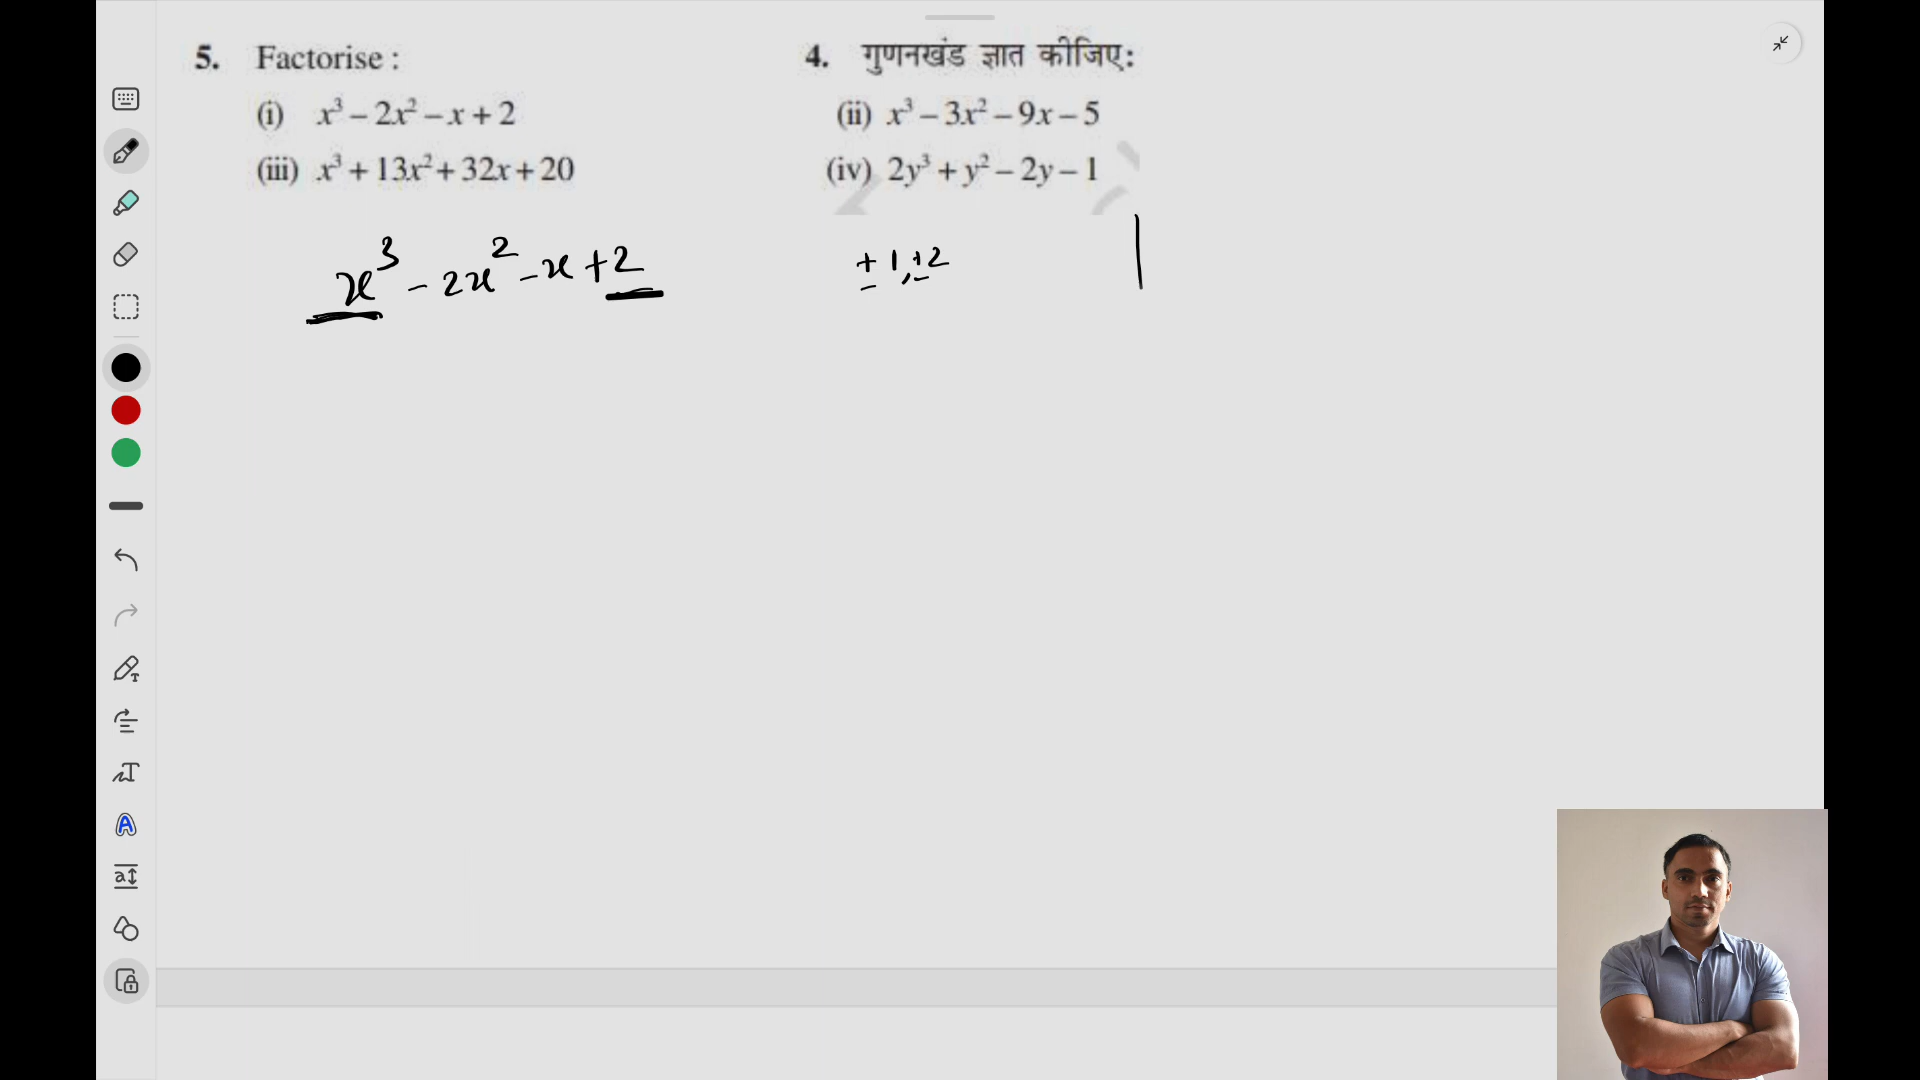 5. Factorise : 4. गुणनखंड ज्ञात कीजिए:
(i) x³ – 2x² – x + 2 (ii) x³ – 3x² – 9x – 5
(iii) x³ + 13x² + 32x + 20 (iv) 2y³ + y² – 2y – 1
x³ - 2x² - x + 2 ± 1, ± 2